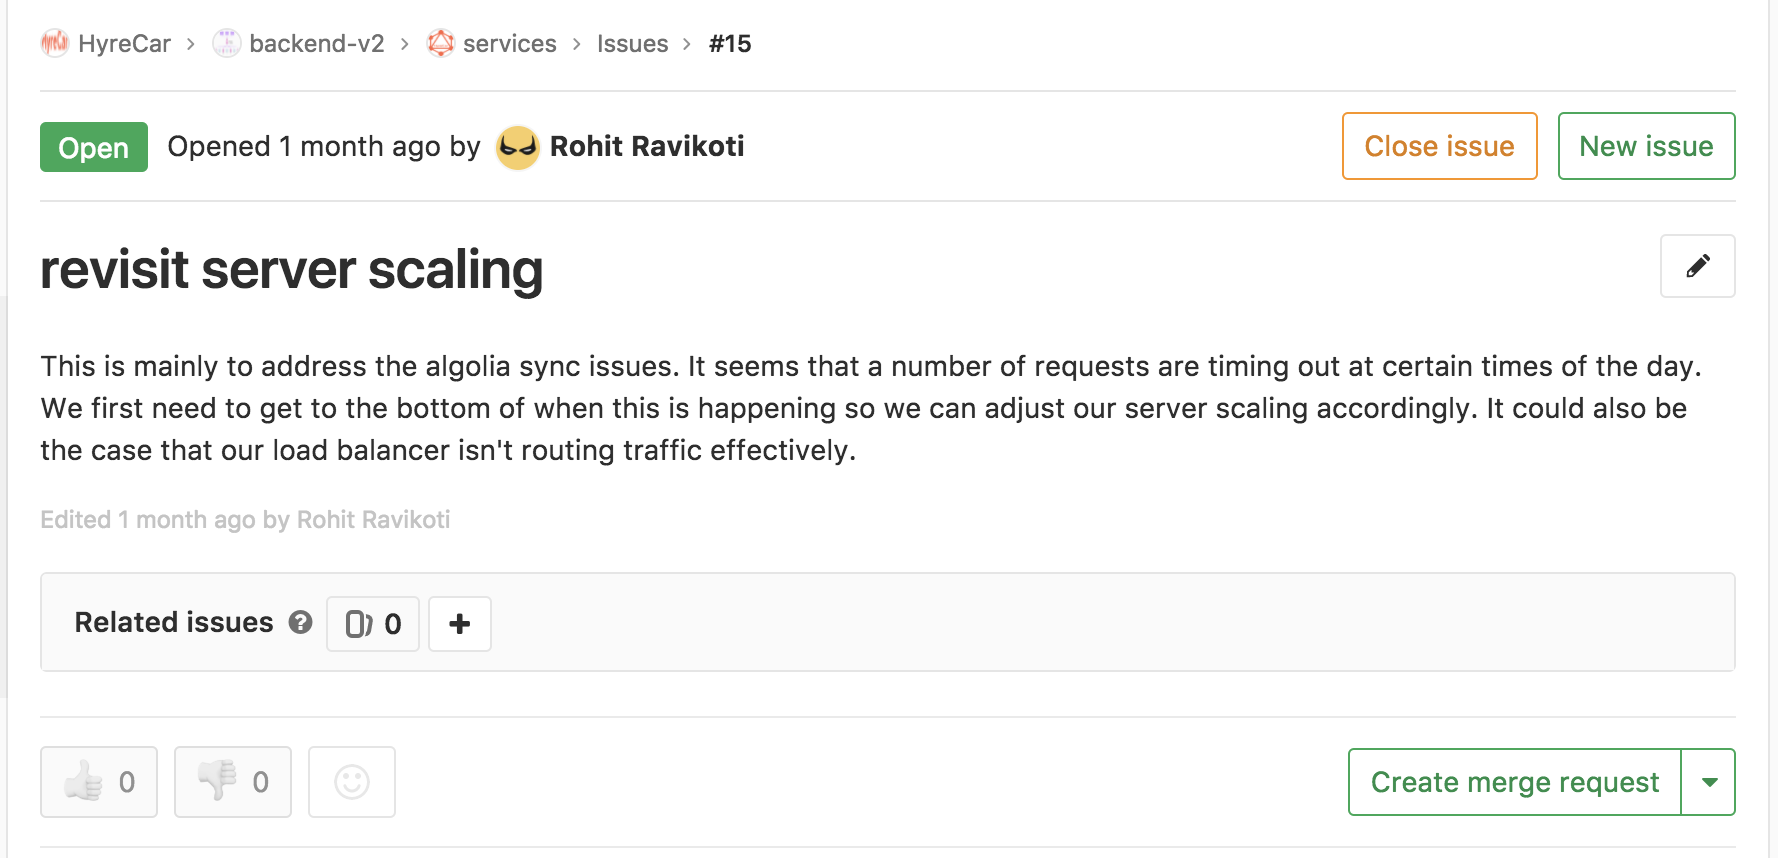 HyreCar > backend-v2 > services > Issues > #15
Open Opened 1 month ago by Rohit Ravikoti Close issue New issue
revisit server scaling
This is mainly to address the algolia sync issues. It seems that a number of requests are timing out at certain times of the day.
We first need to get to the bottom of when this is happening so we can adjust our server scaling accordingly. It could also be
the case that our load balancer isn't routing traffic effectively.
Edited 1 month ago by Rohit Ravikoti
Related issues ? 0 +
0 0 Create merge request